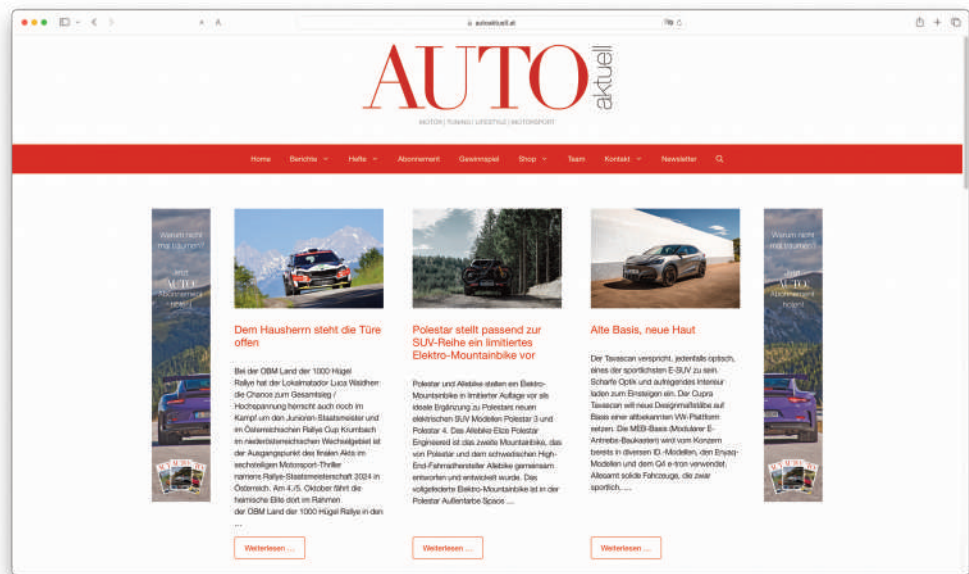 autoaktuell.at
AUTO
aktuell
MOTOR | TUNING | LIFESTYLE | MOTORSPORT
Home Berichte Hefte Abonnement Gewinnspiel Shop Team Kontakt Newsletter
Warum nicht
mal träumen?
Jetzt
AUTO
Abonnement
holen!
Dem Hausherrn steht die Türe
offen
Bei der OBM Land der 1000 Hügel
Rallye hat der Lokalmatador Luca Waldherr
die Chance zum Gesamtsieg /
Hochspannung herrscht auch noch im
Kampf um den Junioren-Staatsmeister und
im Österreichischen Rallye Cup Krumbach
im niederösterreichischen Wechselgebiet ist
der Ausgangspunkt des finalen Akts im
sechsteiligen Motorsport-Thriller
namens Rallye-Staatsmeisterschaft 2024 in
Österreich. Am 4./5. Oktober fährt die
heimische Elite dort im Rahmen
der OBM Land der 1000 Hügel Rallye in den
…
Weiterlesen …
Polestar stellt passend zur
SUV-Reihe ein limitiertes
Elektro-Mountainbike vor
Polestar und Allebike stellen ein Elektro-
Mountainbike in limitierter Auflage vor als
ideale Ergänzung zu Polestars neuen
elektrischen SUV Modellen Polestar 3 und
Polestar 4. Das Allebike Elza Polestar
Engineered ist das zweite Mountainbike, das
von Polestar und dem schwedischen High-
End-Fahrradhersteller Allebike gemeinsam
entworfen und entwickelt wurde. Das
vollgefederte Elektro-Mountainbike ist in der
Polestar Außenfarbe Space …
Weiterlesen …
Alte Basis, neue Haut
Der Tavascan verspricht, jedenfalls optisch,
eines der sportlichsten E-SUV zu sein.
Scharfe Optik und aufregendes Interieur
laden zum Einsteigen ein. Der Cupra
Tavascan will neue Designmaßstäbe auf
Basis einer altbekannten VW-Plattform
setzen. Die MEB-Basis (Modularer E-
Antriebs-Baukasten) wird vom Konzern
bereits in diversen ID.-Modellen, den Enyaq-
Modellen und dem Q4 e-tron verwendet.
Allesamt solide Fahrzeuge, die zwar
sportlich, …
Weiterlesen …
Warum nicht
mal träumen?
Jetzt
AUTO
Abonnement
holen!